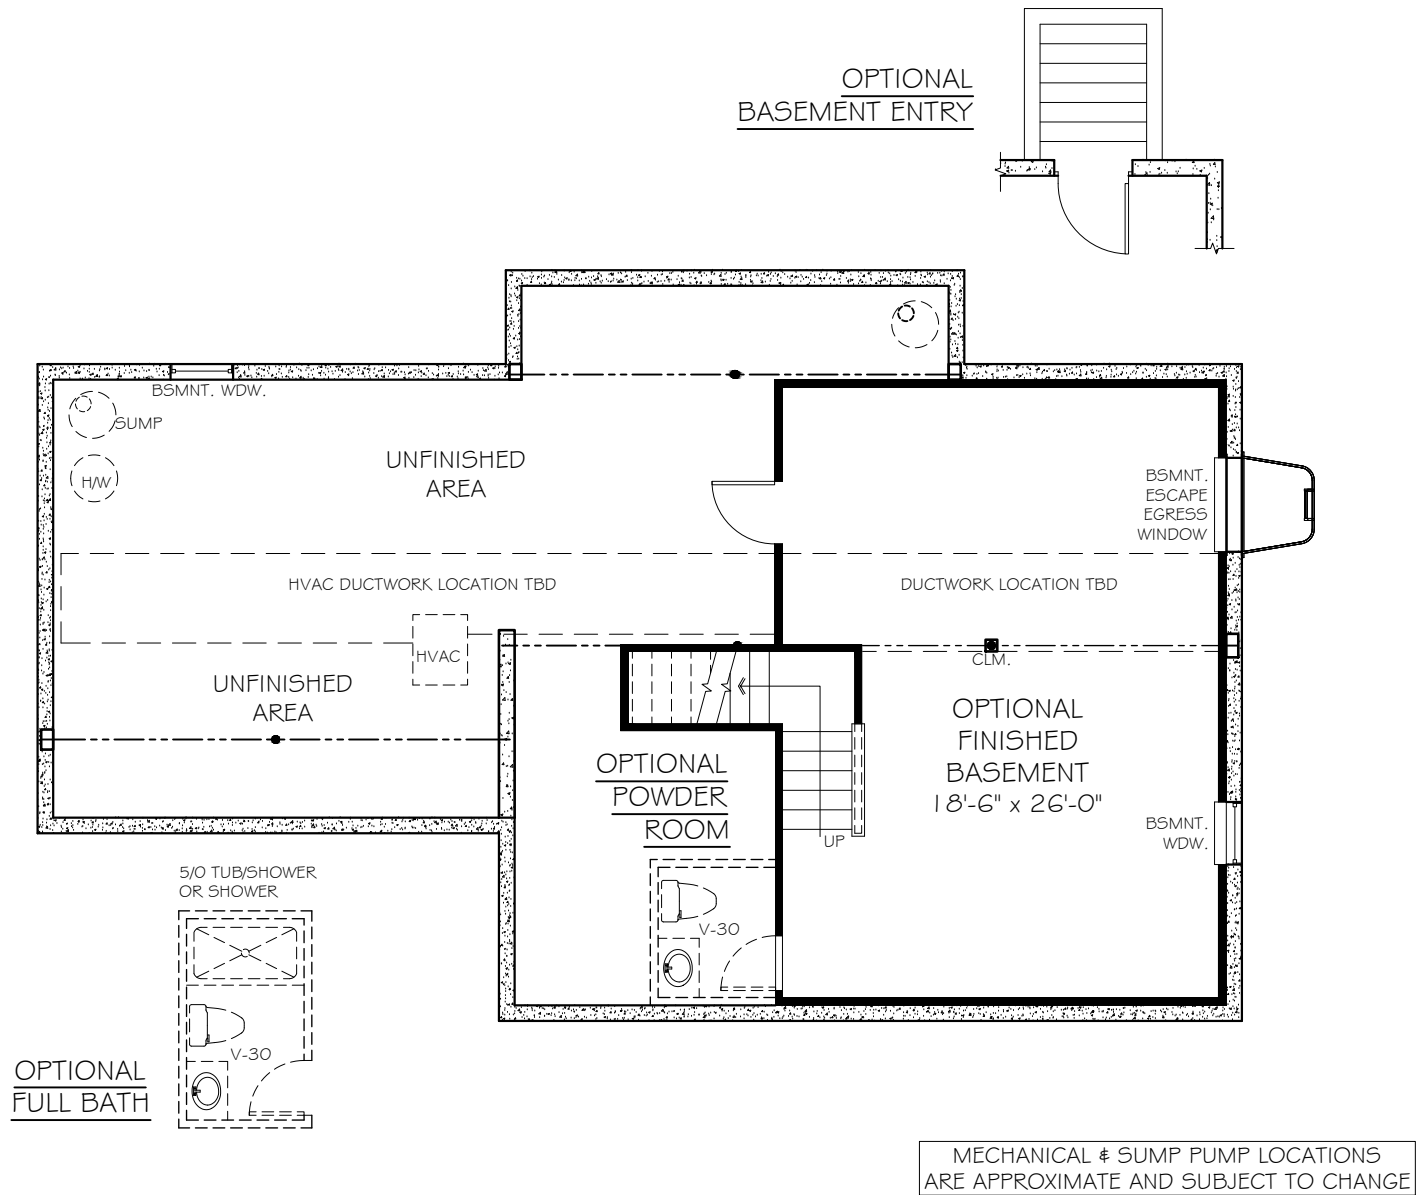 OPTIONAL
BASEMENT ENTRY
BSMNT. WDW.
SUMP
H/W
UNFINISHED
AREA
BSMNT.
ESCAPE
EGRESS
WINDOW
HVAC DUCTWORK LOCATION TBD
DUCTWORK LOCATION TBD
HVAC
CLM.
UNFINISHED
AREA
OPTIONAL
FINISHED
BASEMENT
18'-6" x 26'-0"
OPTIONAL
POWDER
ROOM
UP
BSMNT.
WDW.
5/0 TUB/SHOWER
OR SHOWER
V-30
V-30
OPTIONAL
FULL BATH
MECHANICAL & SUMP PUMP LOCATIONS
ARE APPROXIMATE AND SUBJECT TO CHANGE